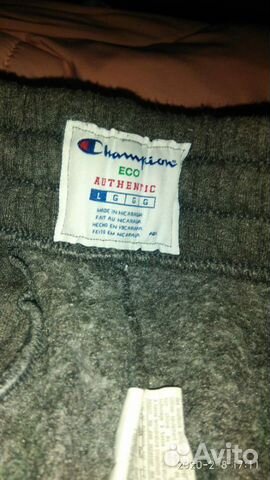 Champion
ECO
AUTHENTIC
L G G G
MADE IN NICARAGUA
FAIT AU NICARAGUA
HECHO EN NICARAGUA
FEITO EM NICARAGUA
2020-2-8 17:11
Avito